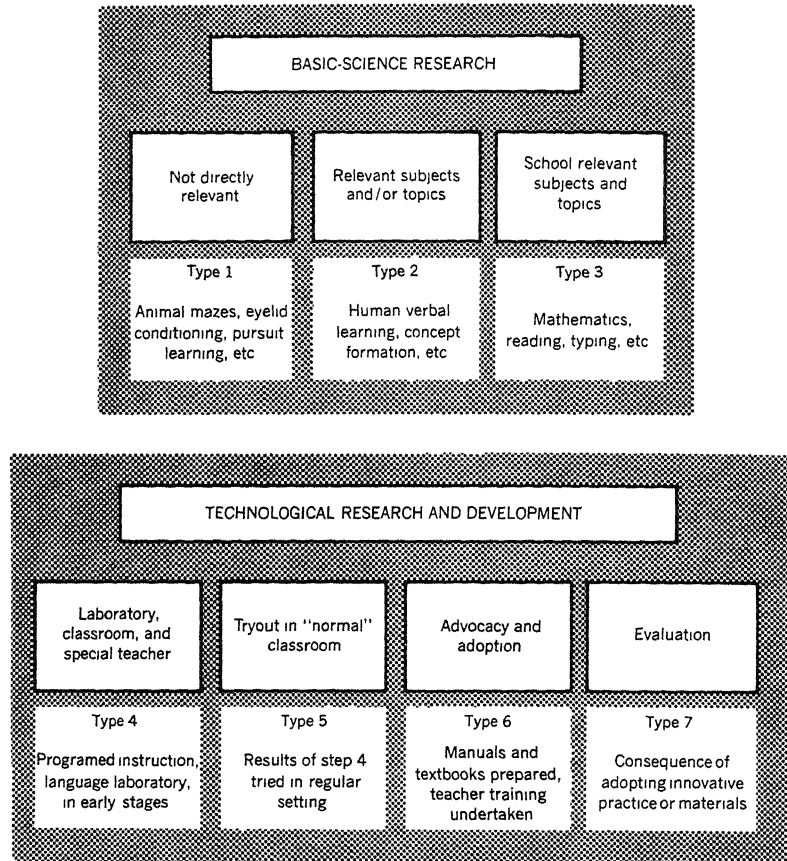 BASIC-SCIENCE RESEARCH
Not directly
relevant
Relevant subjects
and/or topics
School relevant
subjects and
topics
Type 1
Animal mazes, eyelid
conditioning, pursuit
learning, etc
Type 2
Human verbal
learning, concept
formation, etc
Type 3
Mathematics,
reading, typing, etc
TECHNOLOGICAL RESEARCH AND DEVELOPMENT
Laboratory,
classroom, and
special teacher
Tryout in "normal"
classroom
Advocacy and
adoption
Evaluation
Type 4
Programed instruction,
language laboratory,
in early stages
Type 5
Results of step 4
tried in regular
setting
Type 6
Manuals and
textbooks prepared,
teacher training
undertaken
Type 7
Consequence of
adopting innovative
practice or materials